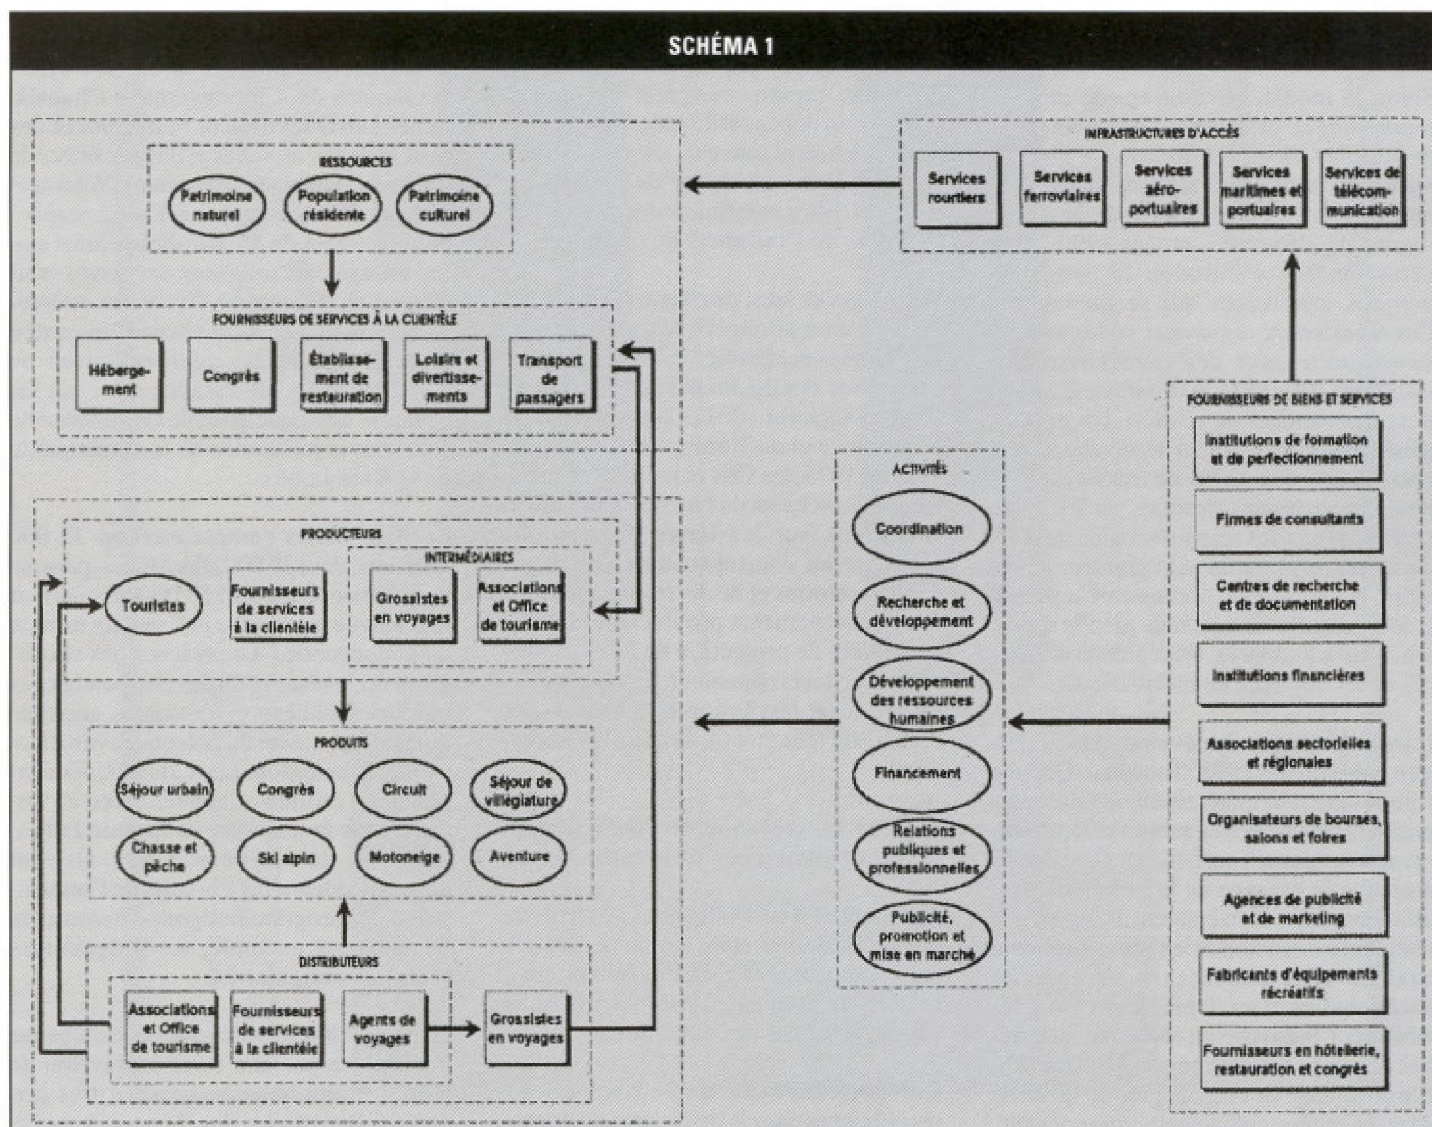 SCHÉMA 1
RESSOURCES
Patrimoine
naturel
Population
résidente
Patrimoine
culturel
FOURNISSEURS DE SERVICES À LA CLIENTÈLE
Héberge-
ment
Congrès
Établisse-
ment de
restauration
Loisirs et
divertisse-
ments
Transport
de
passagers
INFRASTRUCTURES D'ACCÈS
Services
rourtiers
Services
ferroviaires
Services
aéro-
portuaires
Services
maritimes et
portuaires
Services de
télécom-
munication
PRODUCTEURS
Touristes
Fournisseurs
de services
à la clientèle
INTERMÉDIAIRES
Grossistes
en voyages
Associations
et Office
de tourisme
PRODUITS
Séjour urbain
Congrès
Circuit
Séjour de
villégiature
Chasse et
pêche
Ski alpin
Motoneige
Aventure
DISTRIBUTEURS
Associations
et Office
de tourisme
Fournisseurs
de services
à la clientèle
Agents de
voyages
Grossistes
en voyages
ACTIVITÉS
Coordination
Recherche et
développement
Développement
des ressources
humaines
Financement
Relations
publiques et
professionnelles
Publicité,
promotion et
mise en marché
FOURNISSEURS DE BIENS ET SERVICES
Institutions de formation
et de perfectionnement
Firmes de consultants
Centres de recherche
et de documentation
Institutions financières
Associations sectorielles
et régionales
Organisateurs de bourses,
salons et foires
Agences de publicité
et de marketing
Fabricants d'équipements
récréatifs
Fournisseurs en hôtellerie,
restauration et congrès